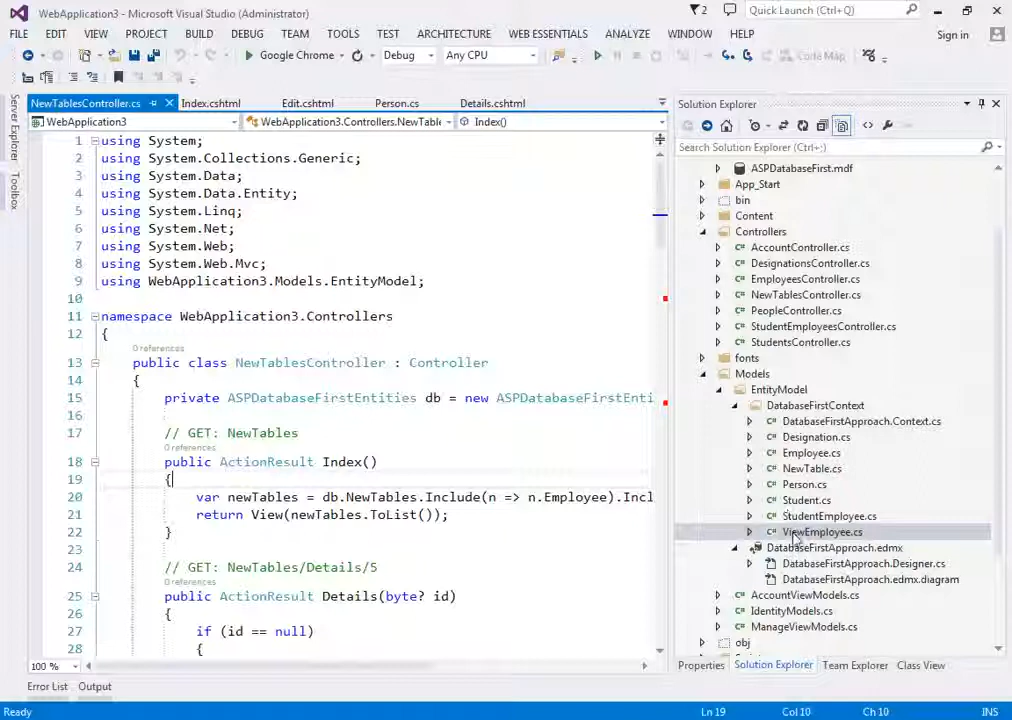 WebApplication3 - Microsoft Visual Studio (Administrator)
2
Quick Launch (Ctrl+Q)
FILE EDIT VIEW PROJECT BUILD DEBUG TEAM TOOLS TEST ARCHITECTURE WEB ESSENTIALS ANALYZE WINDOW HELP
Sign in
Google Chrome Debug Any CPU Code Map
Server Explorer
Toolbox
NewTablesController.cs Index.cshtml Edit.cshtml Person.cs Details.cshtml
WebApplication3 WebApplication3.Controllers.NewTable Index()
1 using System;
2 using System.Collections.Generic;
3 using System.Data;
4 using System.Data.Entity;
5 using System.Linq;
6 using System.Net;
7 using System.Web;
8 using System.Web.Mvc;
9 using WebApplication3.Models.EntityModel;
10
11 namespace WebApplication3.Controllers
12 {
0 references
13 public class NewTablesController : Controller
14 {
15 private ASPDatabaseFirstEntities db = new ASPDatabaseFirstEnti
16
17 // GET: NewTables
0 references
18 public ActionResult Index()
19 {
20 var newTables = db.NewTables.Include(n => n.Employee).Incl
21 return View(newTables.ToList());
22 }
23
24 // GET: NewTables/Details/5
0 references
25 public ActionResult Details(byte? id)
26 {
27 if (id == null)
28 {
100 %
Solution Explorer
Search Solution Explorer (Ctrl+;)
ASPDatabaseFirst.mdf
App_Start
bin
Content
Controllers
AccountController.cs
DesignationsController.cs
EmployeesController.cs
NewTablesController.cs
PeopleController.cs
StudentEmployeesController.cs
StudentsController.cs
fonts
Models
EntityModel
DatabaseFirstContext
DatabaseFirstApproach.Context.cs
Designation.cs
Employee.cs
NewTable.cs
Person.cs
Student.cs
StudentEmployee.cs
ViewEmployee.cs
DatabaseFirstApproach.edmx
DatabaseFirstApproach.Designer.cs
DatabaseFirstApproach.edmx.diagram
AccountViewModels.cs
IdentityModels.cs
ManageViewModels.cs
obj
Properties Solution Explorer Team Explorer Class View
Error List Output
Ready Ln 19 Col 10 Ch 10 INS